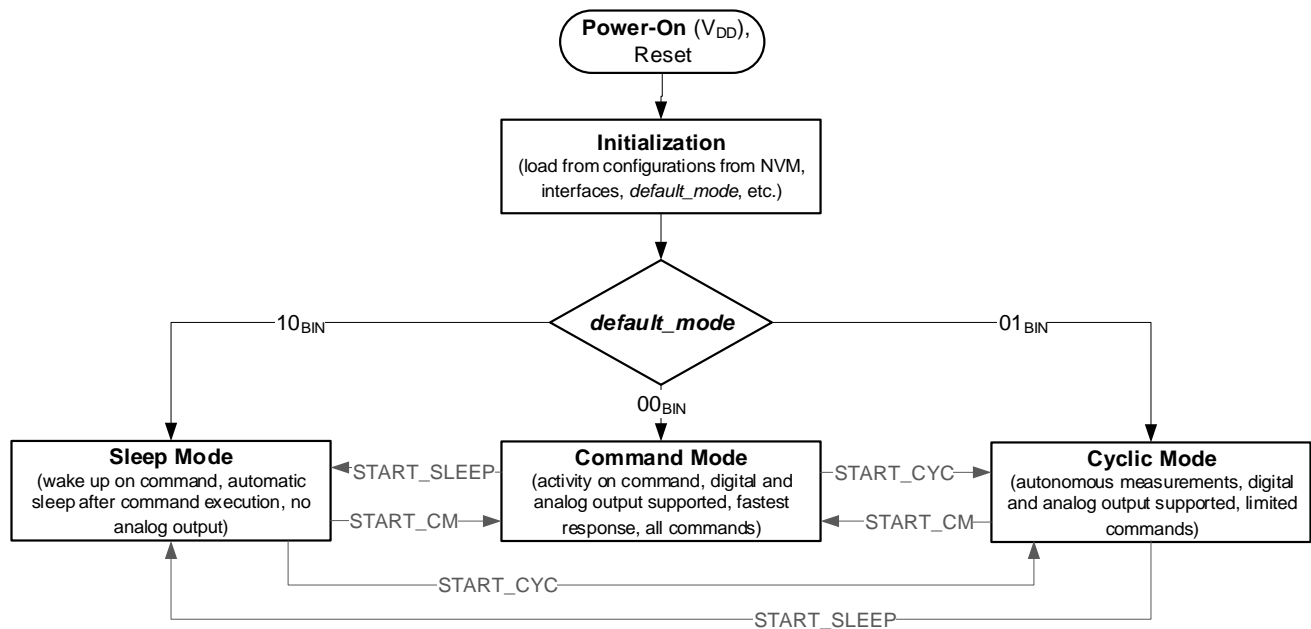 Power-On (VDD),
Reset
Initialization
(load from configurations from NVM,
interfaces, default_mode, etc.)
default_mode
10BIN
01BIN
00BIN
Sleep Mode
(wake up on command, automatic
sleep after command execution, no
analog output)
START_SLEEP
START_CM
Command Mode
(activity on command, digital and
analog output supported, fastest
response, all commands)
START_CYC
START_CM
Cyclic Mode
(autonomous measurements, digital
and analog output supported, limited
commands)
START_CYC
START_SLEEP